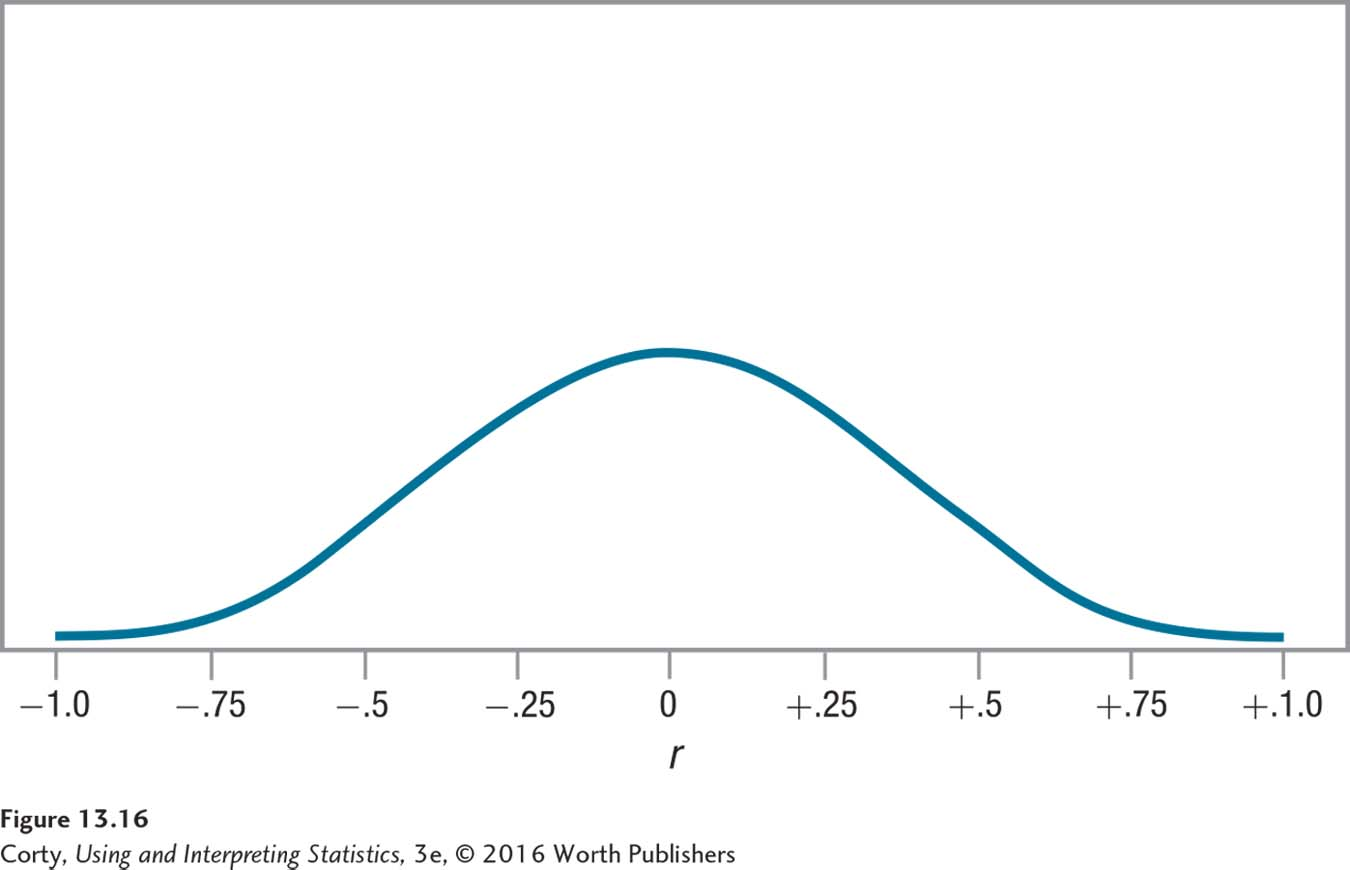 −1.0 −.75 −.5 −.25 0 +.25 +.5 +.75 +.1.0
r
Figure 13.16
Corty, Using and Interpreting Statistics, 3e, © 2016 Worth Publishers